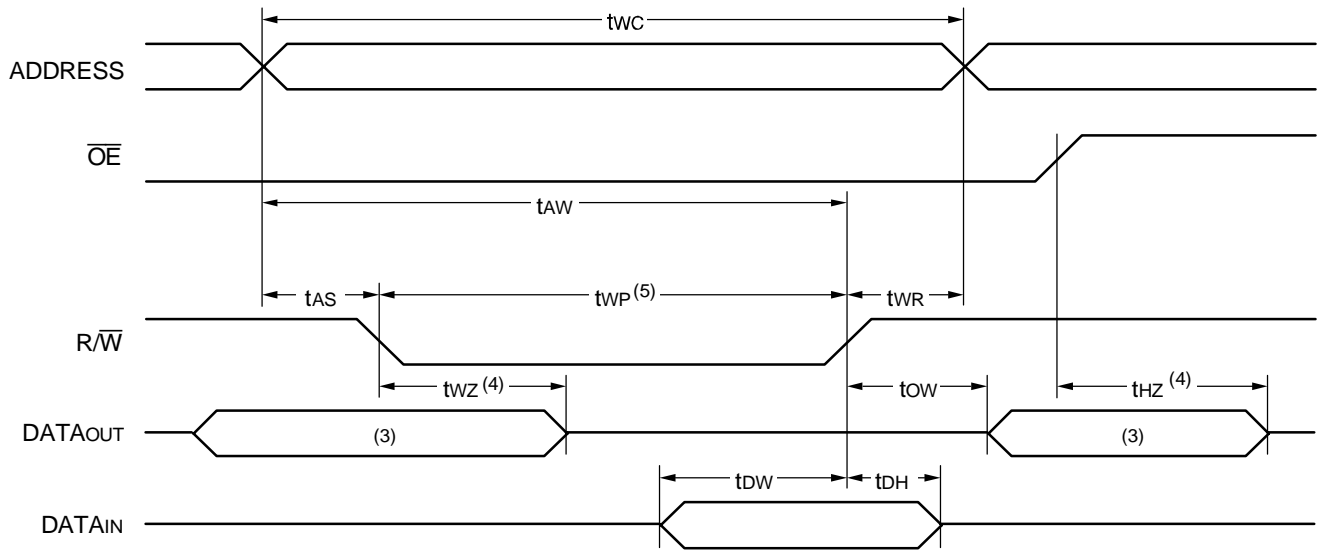 tWC
ADDRESS
OE
tAW
tAS tWP(5) tWR
R/W
tWZ(4) tOW tHZ(4)
DATAOUT (3) (3)
tDW tDH
DATAIN